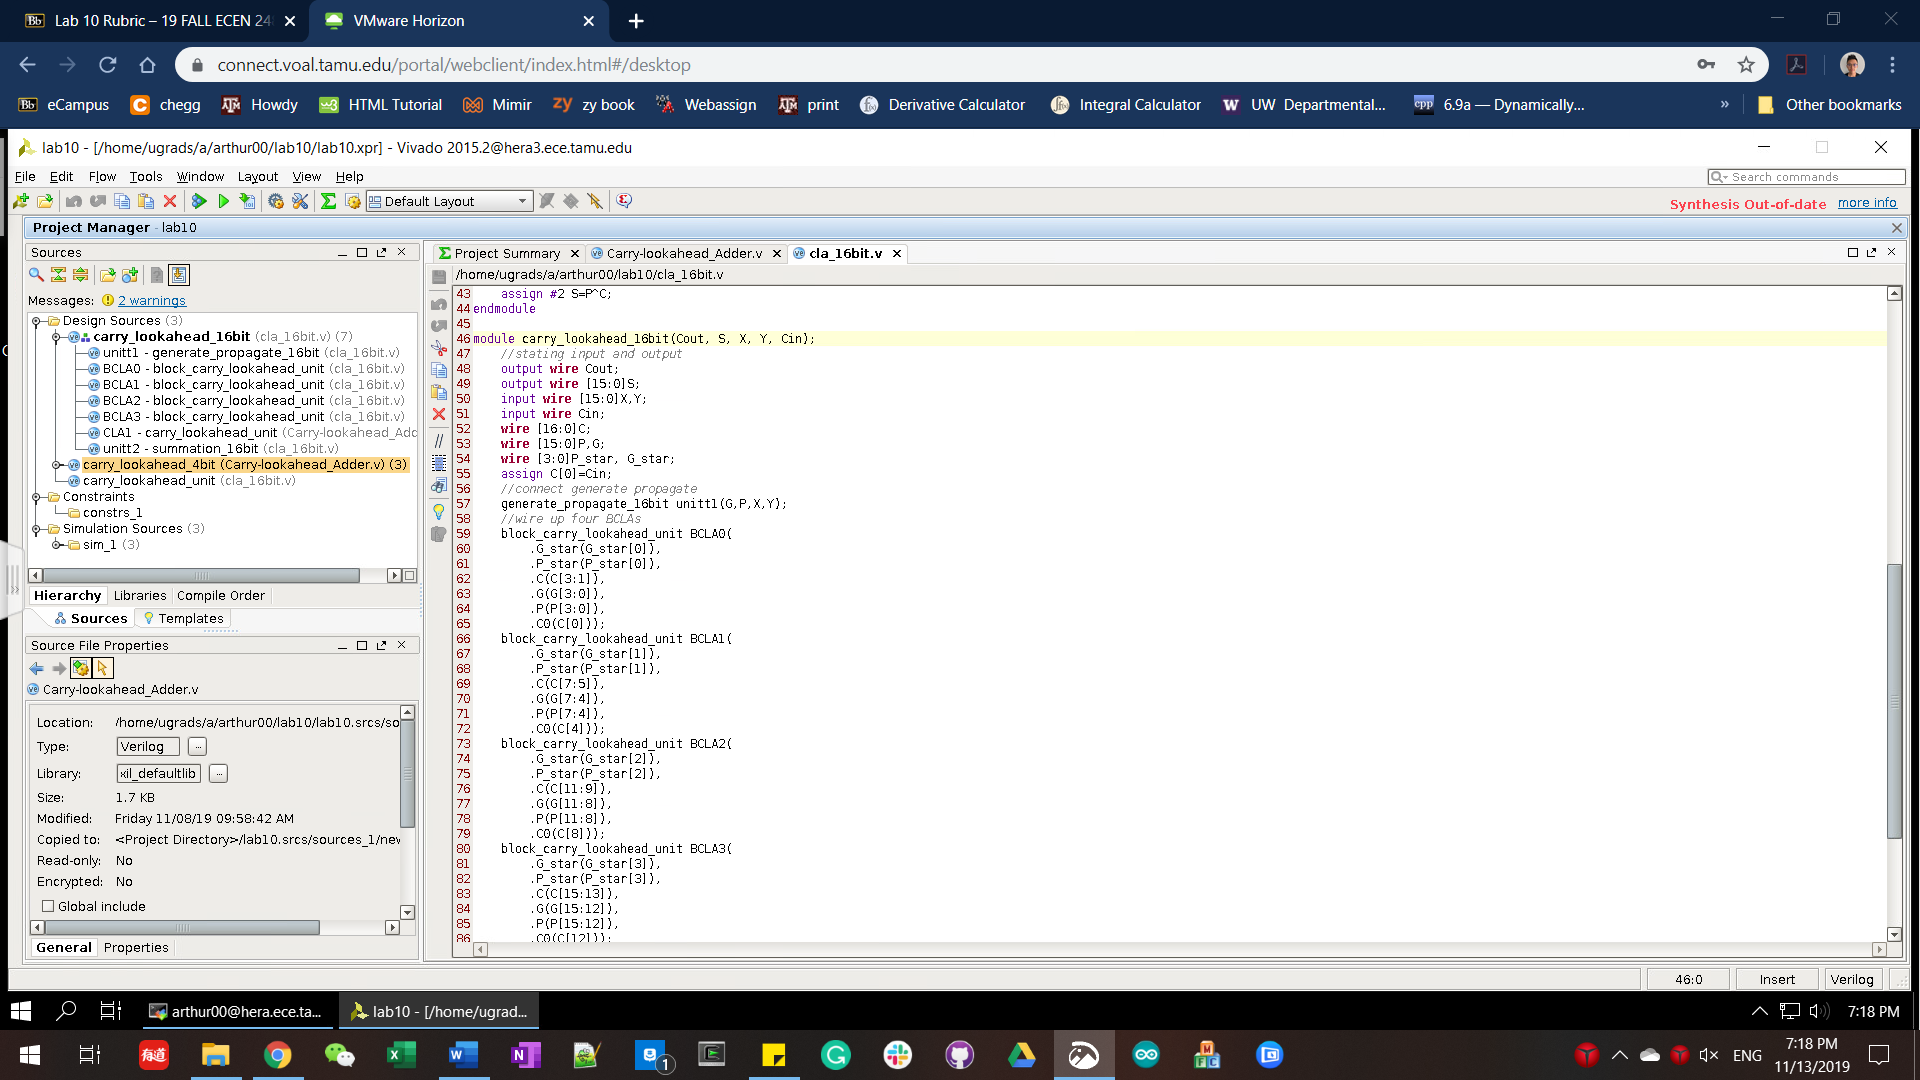 Lab 10 Rubric – 19 FALL ECEN 24
VMware Horizon
connect.voal.tamu.edu/portal/webclient/index.html#/desktop
Bb eCampus
C chegg
Howdy
w3 HTML Tutorial
Mimir
zy zy book
Webassign
print
Derivative Calculator
Integral Calculator
W UW Departmental...
cpp 6.9a — Dynamically,...
»
Other bookmarks
lab10 - [/home/ugrads/a/arthur00/lab10/lab10.xpr] - Vivado 2015.2@hera3.ece.tamu.edu
File Edit Flow Tools Window Layout View Help
Search commands
Default Layout
Synthesis Out-of-date more info
Project Manager - lab10
Sources
Messages: 2 warnings
Design Sources (3)
carry_lookahead_16bit (cla_16bit.v) (7)
unitt1 - generate_propagate_16bit (cla_16bit.v)
BCLA0 - block_carry_lookahead_unit (cla_16bit.v)
BCLA1 - block_carry_lookahead_unit (cla_16bit.v)
BCLA2 - block_carry_lookahead_unit (cla_16bit.v)
BCLA3 - block_carry_lookahead_unit (cla_16bit.v)
CLA1 - carry_lookahead_unit (Carry-lookahead_Add
unitt2 - summation_16bit (cla_16bit.v)
carry_lookahead_4bit (Carry-lookahead_Adder.v) (3)
carry_lookahead_unit (cla_16bit.v)
Constraints
constrs_1
Simulation Sources (3)
sim_1 (3)
Hierarchy Libraries Compile Order
Sources Templates
Source File Properties
Carry-lookahead_Adder.v
Location: /home/ugrads/a/arthur00/lab10/lab10.srcs/so
Type: Verilog ...
Library: xil_defaultlib ...
Size: 1.7 KB
Modified: Friday 11/08/19 09:58:42 AM
Copied to: <Project Directory>/lab10.srcs/sources_1/nev
Read-only: No
Encrypted: No
Global include
General Properties
Project Summary
Carry-lookahead_Adder.v
cla_16bit.v
/home/ugrads/a/arthur00/lab10/cla_16bit.v
43 assign #2 S=P^C;
44 endmodule
45
46 module carry_lookahead_16bit(Cout, S, X, Y, Cin);
47 //stating input and output
48 output wire Cout;
49 output wire [15:0]S;
50 input wire [15:0]X,Y;
51 input wire Cin;
52 wire [16:0]C;
53 wire [15:0]P,G;
54 wire [3:0]P_star, G_star;
55 assign C[0]=Cin;
56 //connect generate propagate
57 generate_propagate_16bit unitt1(G,P,X,Y);
58 //wire up four BCLAs
59 block_carry_lookahead_unit BCLA0(
60 .G_star(G_star[0]),
61 .P_star(P_star[0]),
62 .C(C[3:1]),
63 .G(G[3:0]),
64 .P(P[3:0]),
65 .C0(C[0]));
66 block_carry_lookahead_unit BCLA1(
67 .G_star(G_star[1]),
68 .P_star(P_star[1]),
69 .C(C[7:5]),
70 .G(G[7:4]),
71 .P(P[7:4]),
72 .C0(C[4]));
73 block_carry_lookahead_unit BCLA2(
74 .G_star(G_star[2]),
75 .P_star(P_star[2]),
76 .C(C[11:9]),
77 .G(G[11:8]),
78 .P(P[11:8]),
79 .C0(C[8]));
80 block_carry_lookahead_unit BCLA3(
81 .G_star(G_star[3]),
82 .P_star(P_star[3]),
83 .C(C[15:13]),
84 .G(G[15:12]),
85 .P(P[15:12]),
86 .C0(C[12]));
46:0 Insert Verilog
arthur00@hera.ece.ta...
lab10 - [/home/ugrad...
7:18 PM
有道
1
ENG
7:18 PM
11/13/2019